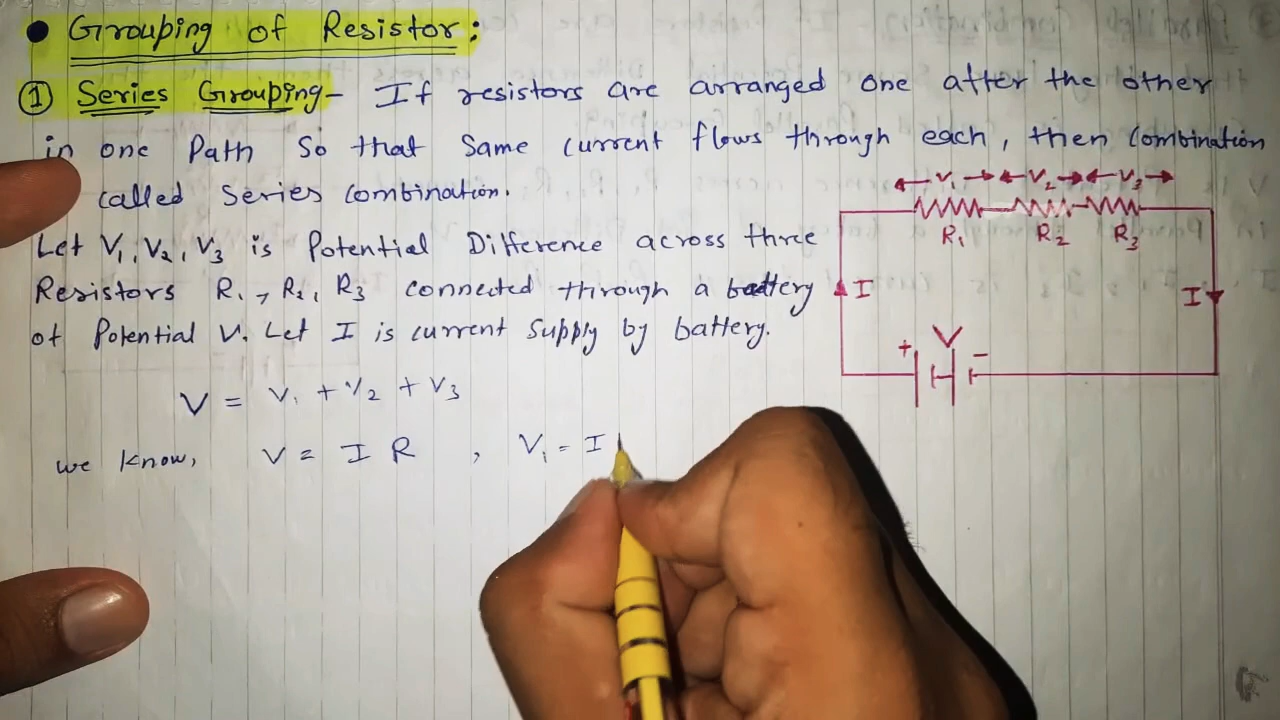 • Grouping of Resistor:
① Series Grouping- If resistors are arranged one after the other
in one Path So that Same current flows through each, then Combination
called Series combination.
Let V1, V2, V3 is Potential Difference across three
Resistors R1, R2, R3 connected through a battery
of Potential V. Let I is current Supply by battery.
V = V1 + V2 + V3
we know, V = I R , V1 = I
V1 V2 V3
R1 R2 R3
I I
+ V -